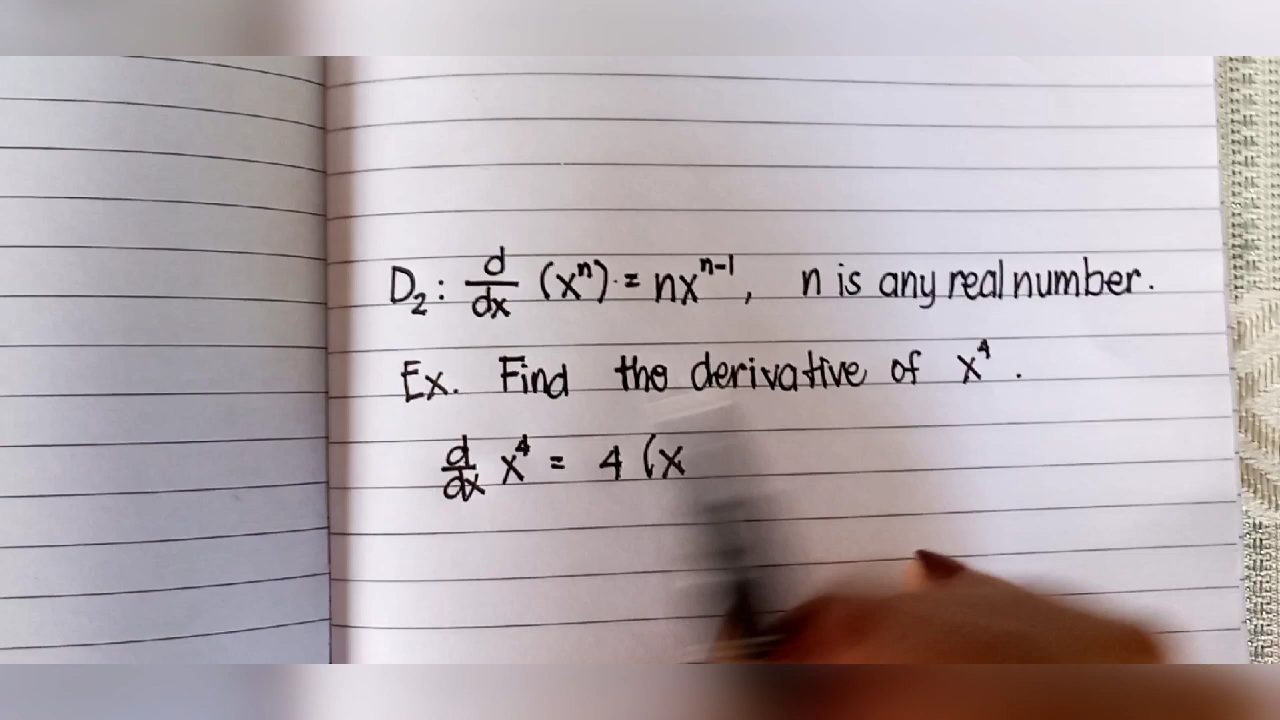 D₂: d/dx (xⁿ) = nxⁿ⁻¹, n is any real number.
Ex. Find the derivative of x⁴.
d/dx x⁴ = 4 (x